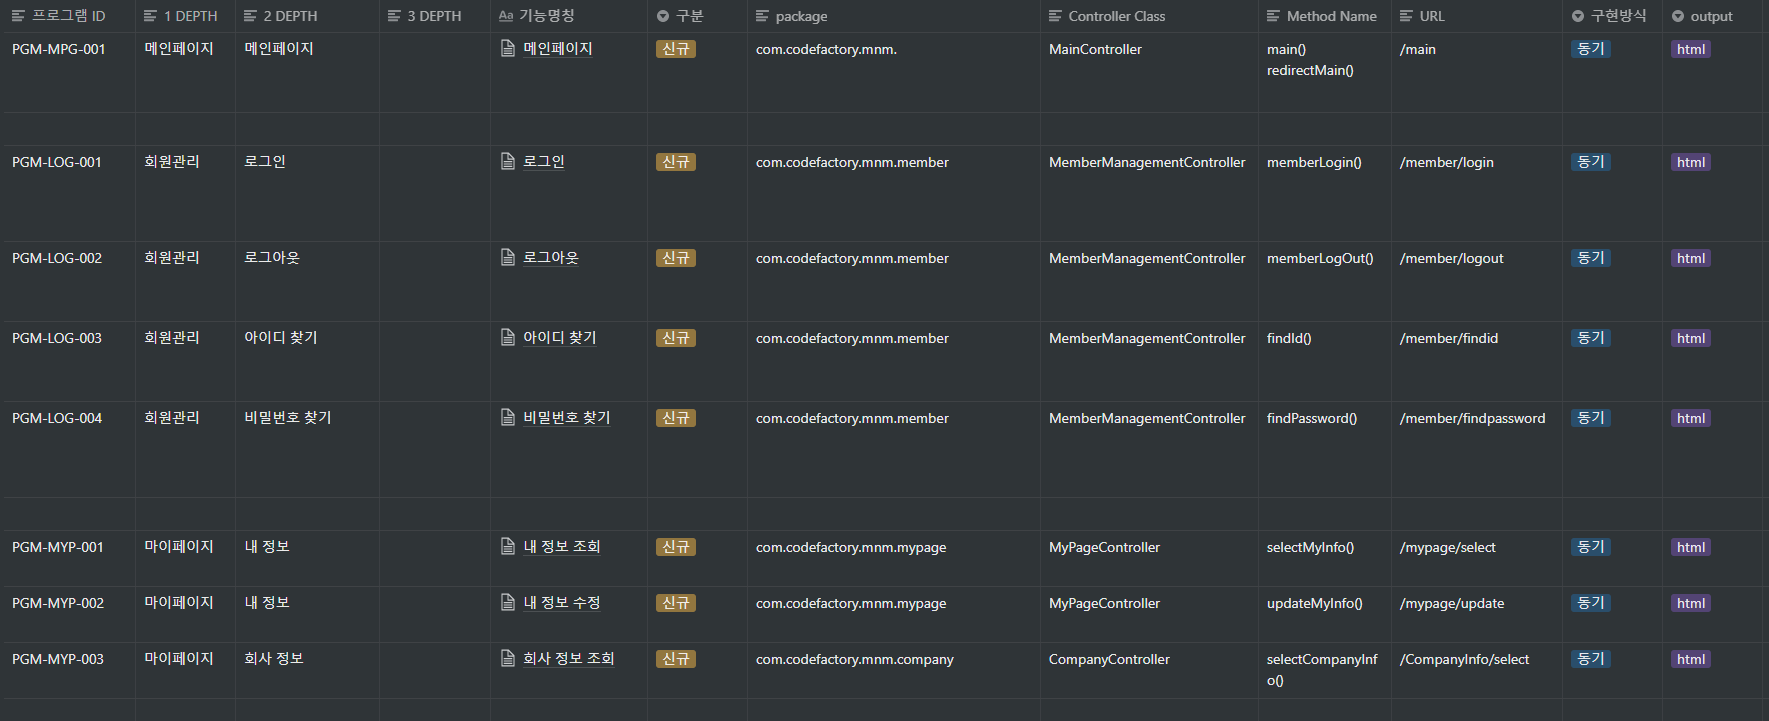 프로그램 ID 1 DEPTH 2 DEPTH 3 DEPTH Aa 기능명칭 구분 package Controller Class Method Name URL 구현방식 output
PGM-MPG-001 메인페이지 메인페이지 메인페이지 신규 com.codefactory.mnm. MainController main() /main 동기 html
redirectMain()
PGM-LOG-001 회원관리 로그인 로그인 신규 com.codefactory.mnm.member MemberManagementController memberLogin() /member/login 동기 html
PGM-LOG-002 회원관리 로그아웃 로그아웃 신규 com.codefactory.mnm.member MemberManagementController memberLogOut() /member/logout 동기 html
PGM-LOG-003 회원관리 아이디 찾기 아이디 찾기 신규 com.codefactory.mnm.member MemberManagementController findId() /member/findid 동기 html
PGM-LOG-004 회원관리 비밀번호 찾기 비밀번호 찾기 신규 com.codefactory.mnm.member MemberManagementController findPassword() /member/findpassword 동기 html
PGM-MYP-001 마이페이지 내 정보 내 정보 조회 신규 com.codefactory.mnm.mypage MyPageController selectMyInfo() /mypage/select 동기 html
PGM-MYP-002 마이페이지 내 정보 내 정보 수정 신규 com.codefactory.mnm.mypage MyPageController updateMyInfo() /mypage/update 동기 html
PGM-MYP-003 마이페이지 회사 정보 회사 정보 조회 신규 com.codefactory.mnm.company CompanyController selectCompanyInf /CompanyInfo/select 동기 html
o()